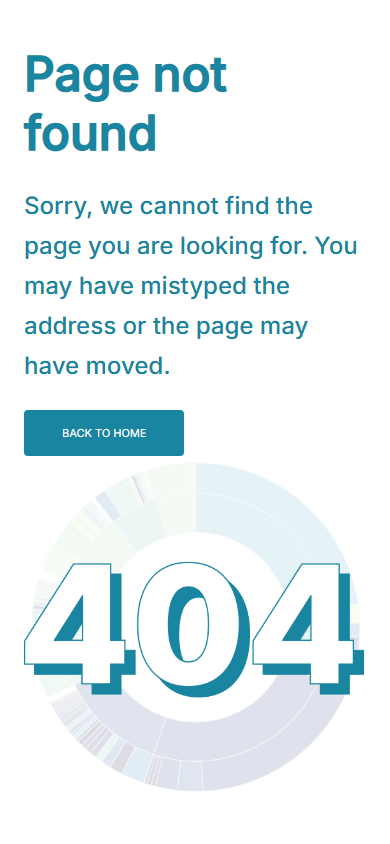 Page not
found
Sorry, we cannot find the
page you are looking for. You
may have mistyped the
address or the page may
have moved.
BACK TO HOME
404